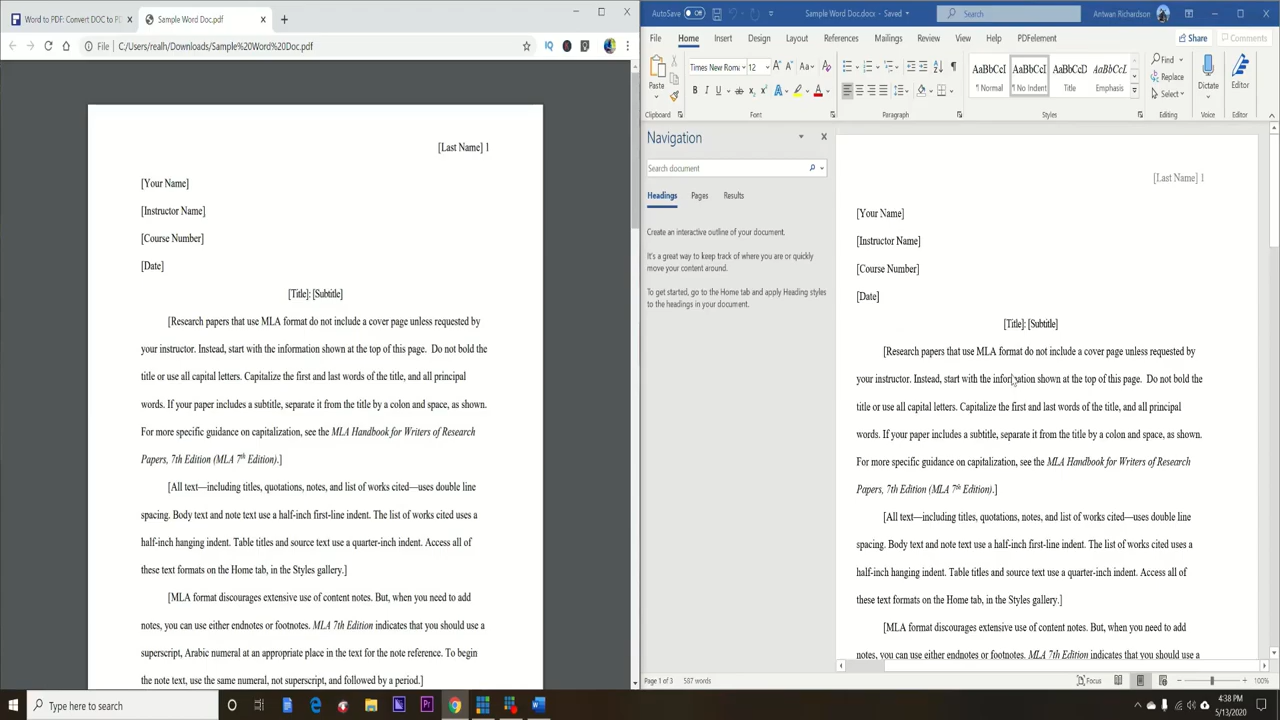 Word to PDF: Convert DOC to PD
Sample Word Doc.pdf
File
C:/Users/realh/Downloads/Sample%20Word%20Doc.pdf
[Last Name] 1
[Your Name]
[Instructor Name]
[Course Number]
[Date]
[Title]: [Subtitle]
[Research papers that use MLA format do not include a cover page unless requested by
your instructor. Instead, start with the information shown at the top of this page.  Do not bold the
title or use all capital letters. Capitalize the first and last words of the title, and all principal
words. If your paper includes a subtitle, separate it from the title by a colon and space, as shown.
For more specific guidance on capitalization, see the MLA Handbook for Writers of Research
Papers, 7th Edition (MLA 7th Edition).]
[All text—including titles, quotations, notes, and list of works cited—uses double line
spacing. Body text and note text use a half-inch first-line indent. The list of works cited uses a
half-inch hanging indent. Table titles and source text use a quarter-inch indent. Access all of
these text formats on the Home tab, in the Styles gallery.]
[MLA format discourages extensive use of content notes. But, when you need to add
notes, you can use either endnotes or footnotes. MLA 7th Edition indicates that you should use a
superscript, Arabic numeral at an appropriate place in the text for the note reference. To begin
the note text, use the same numeral, not superscript, and followed by a period.]
AutoSave Off
Sample Word Doc.docx - Saved
Search
Antwan Richardson
File Home Insert Design Layout References Mailings Review View Help PDFelement
Share
Comments
Paste
Times New Roma
12
Aa
B I U
AaBbCcI
Normal
AaBbCcI
No Indent
AaBbCcD
Title
AaBbCcI
Emphasis
Find
Replace
Select
Dictate
Editor
Clipboard
Font
Paragraph
Styles
Editing
Voice
Editor
Navigation
Search document
Headings Pages Results
Create an interactive outline of your document.
It's a great way to keep track of where you are or quickly
move your content around.
To get started, go to the Home tab and apply Heading styles
to the headings in your document.
[Last Name] 1
[Your Name]
[Instructor Name]
[Course Number]
[Date]
[Title]: [Subtitle]
[Research papers that use MLA format do not include a cover page unless requested by
your instructor. Instead, start with the information shown at the top of this page.  Do not bold the
title or use all capital letters. Capitalize the first and last words of the title, and all principal
words. If your paper includes a subtitle, separate it from the title by a colon and space, as shown.
For more specific guidance on capitalization, see the MLA Handbook for Writers of Research
Papers, 7th Edition (MLA 7th Edition).]
[All text—including titles, quotations, notes, and list of works cited—uses double line
spacing. Body text and note text use a half-inch first-line indent. The list of works cited uses a
half-inch hanging indent. Table titles and source text use a quarter-inch indent. Access all of
these text formats on the Home tab, in the Styles gallery.]
[MLA format discourages extensive use of content notes. But, when you need to add
notes, you can use either endnotes or footnotes. MLA 7th Edition indicates that you should use a
Page 1 of 3
587 words
Focus
100%
Type here to search
4:38 PM
5/13/2020